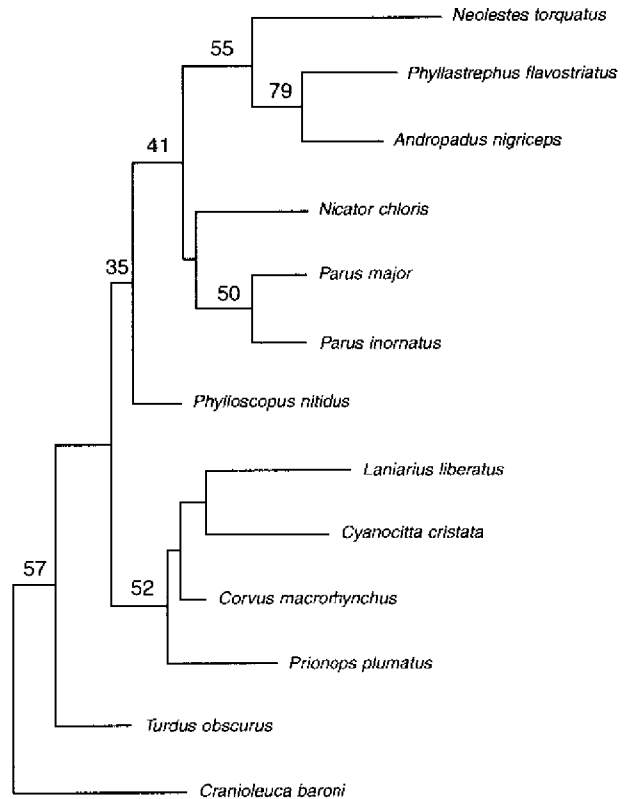 Neolestes torquatus
55
Phyllastrephus flavostriatus
79
Andropadus nigriceps
41
Nicator chloris
35
Parus major
50
Parus inornatus
Phylloscopus nitidus
Laniarius liberatus
Cyanocitta cristata
57
52
Corvus macrorhynchus
Prionops plumatus
Turdus obscurus
Cranioleuca baroni